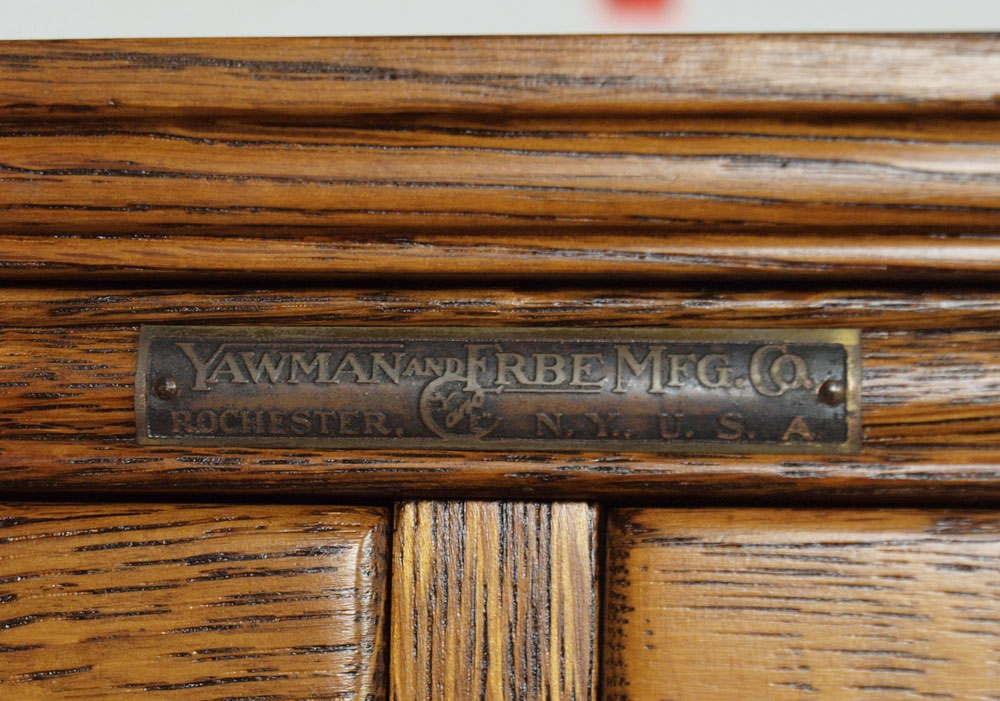 YAWMAN AND ERBE MFG. CO.
ROCHESTER, N. Y., U. S. A